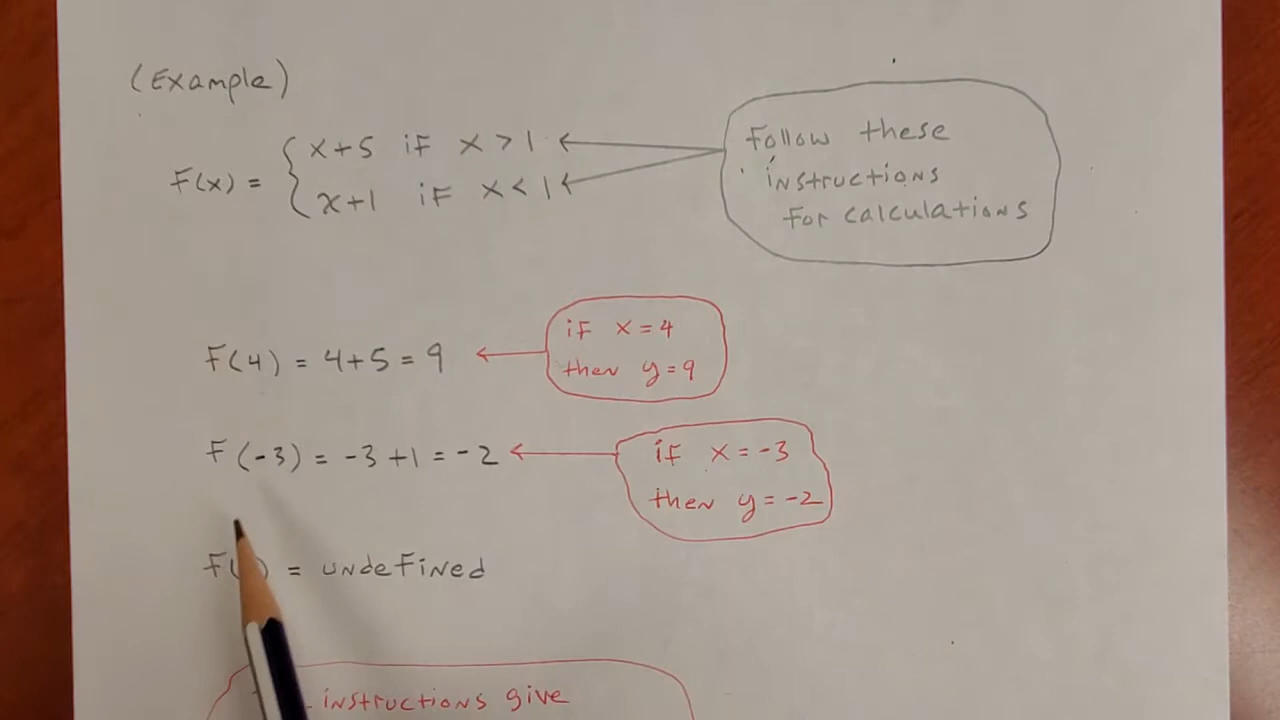 (Example)
F(x) = { x+5 if x > 1
x+1 if x < 1
Follow these
instructions
for calculations
F(4) = 4+5 = 9
if x = 4
then y = 9
F(-3) = -3 +1 = -2
if x = -3
then y = -2
= undefined
instructions give